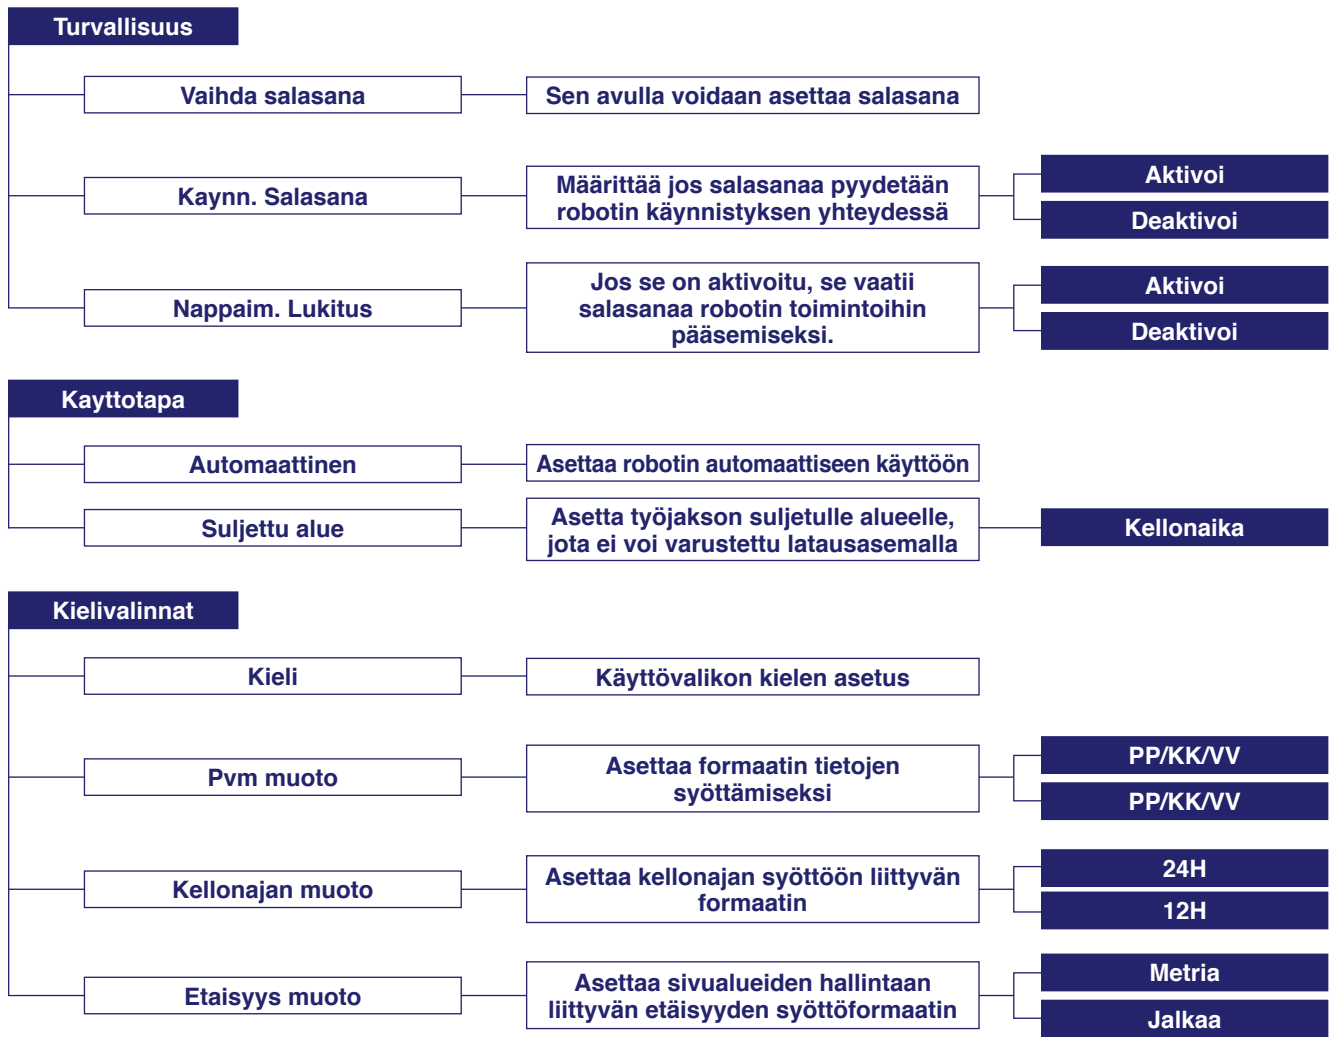 Turvallisuus
Vaihda salasana
Sen avulla voidaan asettaa salasana
Kaynn. Salasana
Määrittää jos salasanaa pyydetään
robotin käynnistyksen yhteydessä
Aktivoi
Deaktivoi
Nappaim. Lukitus
Jos se on aktivoitu, se vaatii
salasanaa robotin toimintoihin
pääsemiseksi.
Aktivoi
Deaktivoi
Kayttotapa
Automaattinen
Asettaa robotin automaattiseen käyttöön
Suljettu alue
Asetta työjakson suljetulle alueelle,
jota ei voi varustettu latausasemalla
Kellonaika
Kielivalinnat
Kieli
Käyttövalikon kielen asetus
Pvm muoto
Asettaa formaatin tietojen
syöttämiseksi
PP/KK/VV
PP/KK/VV
Kellonajan muoto
Asettaa kellonajan syöttöön liittyvän
formaatin
24H
12H
Etaisyys muoto
Asettaa sivualueiden hallintaan
liittyvän etäisyyden syöttöformaatin
Metria
Jalkaa